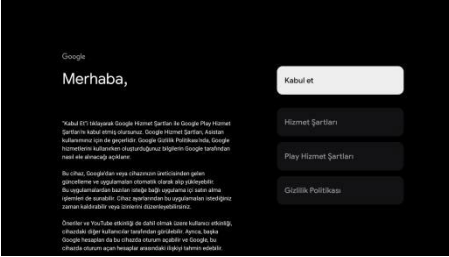 Google
Merhaba,
"Kabul Et"i tıklayarak Google Hizmet Şartları ile Google Play Hizmet
Şartları'nı kabul etmiş olursunuz. Google Hizmet Şartları, Asistan
kullanımınız için de geçerlidir. Google Gizlilik Politikası'nda, Google
hizmetlerini kullanırken oluşturduğunuz bilgilerin Google tarafından
nasıl ele alınacağı açıklanır.
Bu cihaz, Google'dan veya cihazınızın üreticisinden gelen
güncelleme ve uygulamaları otomatik olarak alıp yükleyebilir.
Bu uygulamalardan bazıları isteğe bağlı uygulama içi satın alma
işlemleri de sunabilir. Cihaz ayarlarından bu uygulamaları istediğiniz
zaman kaldırabilir veya izinlerini düzenleyebilirsiniz.
Öneriler ve YouTube etkinliği de dahil olmak üzere kullanıcı etkinliği,
cihazdaki diğer kullanıcılar tarafından görülebilir. Ayrıca, başka
Google hesapları da bu cihazda oturum açabilir ve Google, bu
cihazda oturum açan hesaplar arasındaki ilişkiyi tahmin edebilir.
Kabul et
Hizmet Şartları
Play Hizmet Şartları
Gizlilik Politikası